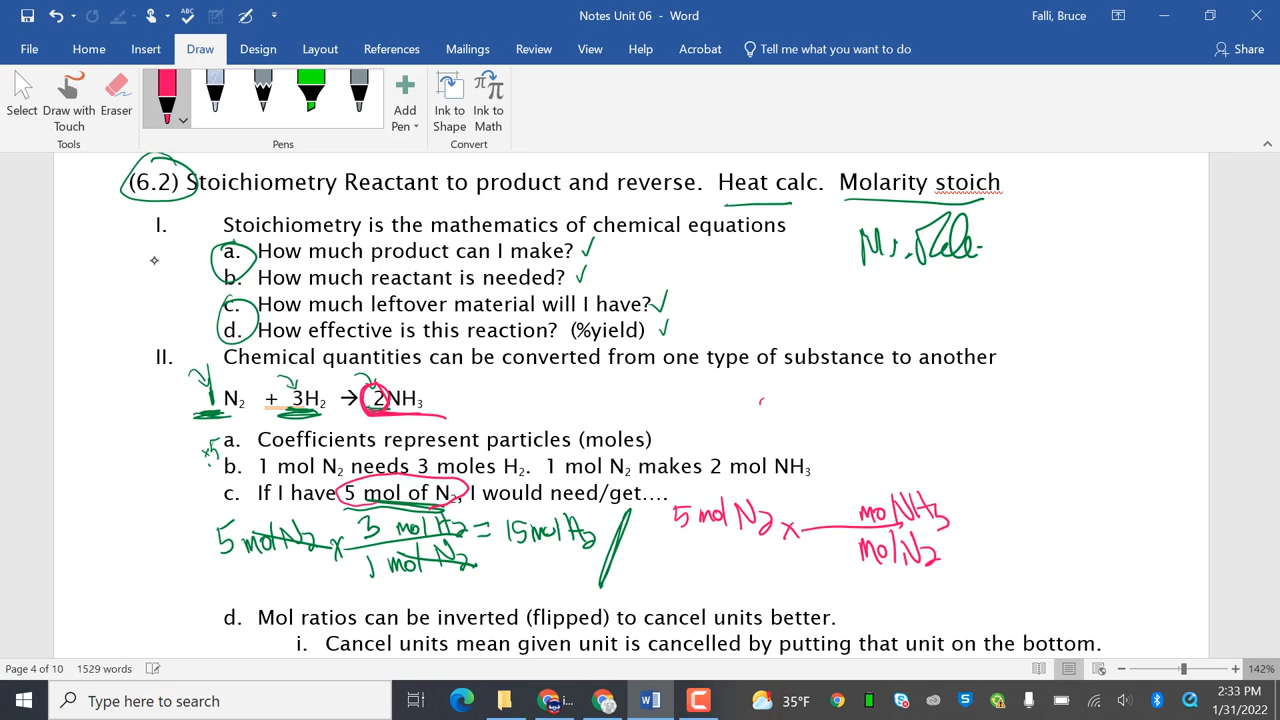 Notes Unit 06 - Word
Falli, Bruce
File Home Insert Draw Design Layout References Mailings Review View Help Acrobat Tell me what you want to do Share
Select Draw with Touch Eraser Add Pen Ink to Shape Ink to Math
Tools Pens Convert
(6.2) Stoichiometry Reactant to product and reverse. Heat calc. Molarity stoich
I. Stoichiometry is the mathematics of chemical equations
a. How much product can I make? ✓
b. How much reactant is needed? ✓
c. How much leftover material will I have? ✓
d. How effective is this reaction? (%yield) ✓
II. Chemical quantities can be converted from one type of substance to another
1 N₂ + 3H₂ → 2NH₃
a. Coefficients represent particles (moles)
x5
b. 1 mol N₂ needs 3 moles H₂. 1 mol N₂ makes 2 mol NH₃
c. If I have 5 mol of N₂, I would need/get....
5 mol N₂ x 3 mol H₂ / 1 mol N₂ = 15 mol H₂
5 mol N₂ x mol NH₃ / mol N₂
d. Mol ratios can be inverted (flipped) to cancel units better.
i. Cancel units mean given unit is cancelled by putting that unit on the bottom.
Page 4 of 10 1529 words 142%
Type here to search 35°F 2:33 PM
1/31/2022